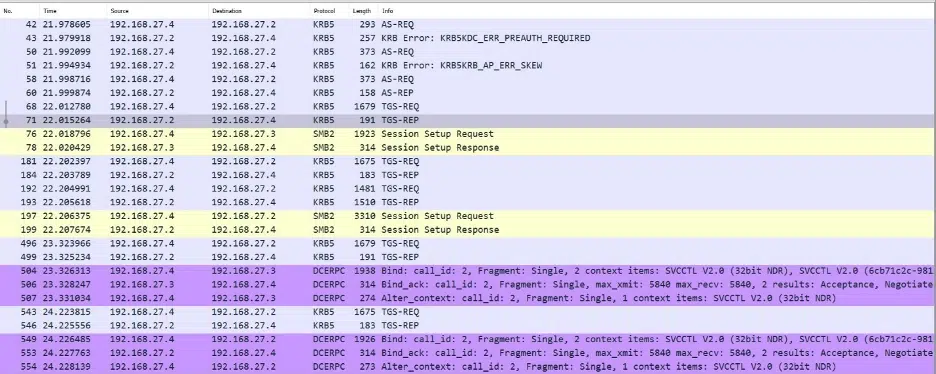 No. Time Source Destination Protocol Length Info
42 21.978605 192.168.27.4 192.168.27.2 KRB5 293 AS-REQ
43 21.979918 192.168.27.2 192.168.27.4 KRB5 257 KRB Error: KRB5KDC_ERR_PREAUTH_REQUIRED
50 21.992099 192.168.27.4 192.168.27.2 KRB5 373 AS-REQ
51 21.994934 192.168.27.2 192.168.27.4 KRB5 162 KRB Error: KRB5KRB_AP_ERR_SKEW
58 21.998716 192.168.27.4 192.168.27.2 KRB5 373 AS-REQ
60 21.999874 192.168.27.2 192.168.27.4 KRB5 158 AS-REP
68 22.012780 192.168.27.4 192.168.27.2 KRB5 1679 TGS-REQ
71 22.015264 192.168.27.2 192.168.27.4 KRB5 191 TGS-REP
76 22.018796 192.168.27.4 192.168.27.3 SMB2 1923 Session Setup Request
78 22.020429 192.168.27.3 192.168.27.4 SMB2 314 Session Setup Response
181 22.202397 192.168.27.4 192.168.27.2 KRB5 1675 TGS-REQ
184 22.203789 192.168.27.2 192.168.27.4 KRB5 183 TGS-REP
192 22.204991 192.168.27.4 192.168.27.2 KRB5 1481 TGS-REQ
193 22.205618 192.168.27.2 192.168.27.4 KRB5 1510 TGS-REP
197 22.206375 192.168.27.4 192.168.27.2 SMB2 3310 Session Setup Request
199 22.207674 192.168.27.2 192.168.27.4 SMB2 314 Session Setup Response
496 23.323966 192.168.27.4 192.168.27.2 KRB5 1679 TGS-REQ
499 23.325234 192.168.27.2 192.168.27.4 KRB5 191 TGS-REP
504 23.326313 192.168.27.4 192.168.27.3 DCERPC 1938 Bind: call_id: 2, Fragment: Single, 2 context items: SVCCTL V2.0 (32bit NDR), SVCCTL V2.0 (6cb71c2c-981
506 23.328247 192.168.27.3 192.168.27.4 DCERPC 314 Bind_ack: call_id: 2, Fragment: Single, max_xmit: 5840 max_recv: 5840, 2 results: Acceptance, Negotiate
507 23.331034 192.168.27.4 192.168.27.3 DCERPC 274 Alter_context: call_id: 2, Fragment: Single, 1 context items: SVCCTL V2.0 (32bit NDR)
543 24.223815 192.168.27.4 192.168.27.2 KRB5 1675 TGS-REQ
546 24.225556 192.168.27.2 192.168.27.4 KRB5 183 TGS-REP
549 24.226485 192.168.27.4 192.168.27.2 DCERPC 1926 Bind: call_id: 2, Fragment: Single, 2 context items: SVCCTL V2.0 (32bit NDR), SVCCTL V2.0 (6cb71c2c-981
553 24.227763 192.168.27.2 192.168.27.4 DCERPC 314 Bind_ack: call_id: 2, Fragment: Single, max_xmit: 5840 max_recv: 5840, 2 results: Acceptance, Negotiate
554 24.228139 192.168.27.4 192.168.27.2 DCERPC 273 Alter_context: call_id: 2, Fragment: Single, 1 context items: SVCCTL V2.0 (32bit NDR)